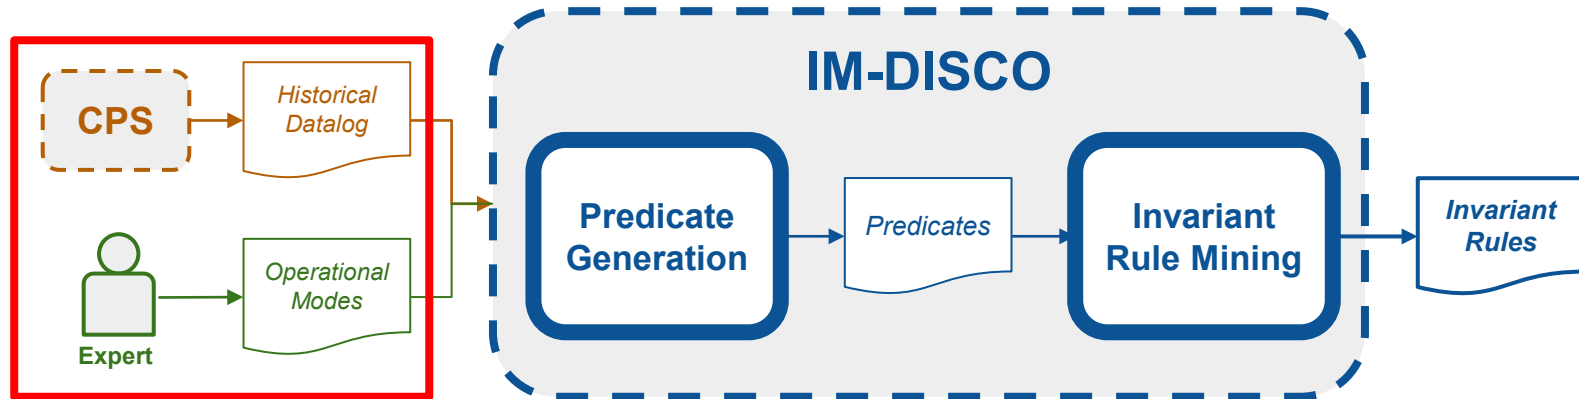 IM-DISCO
CPS
Historical
Datalog
Expert
Operational
Modes
Predicate
Generation
Predicates
Invariant
Rule Mining
Invariant
Rules